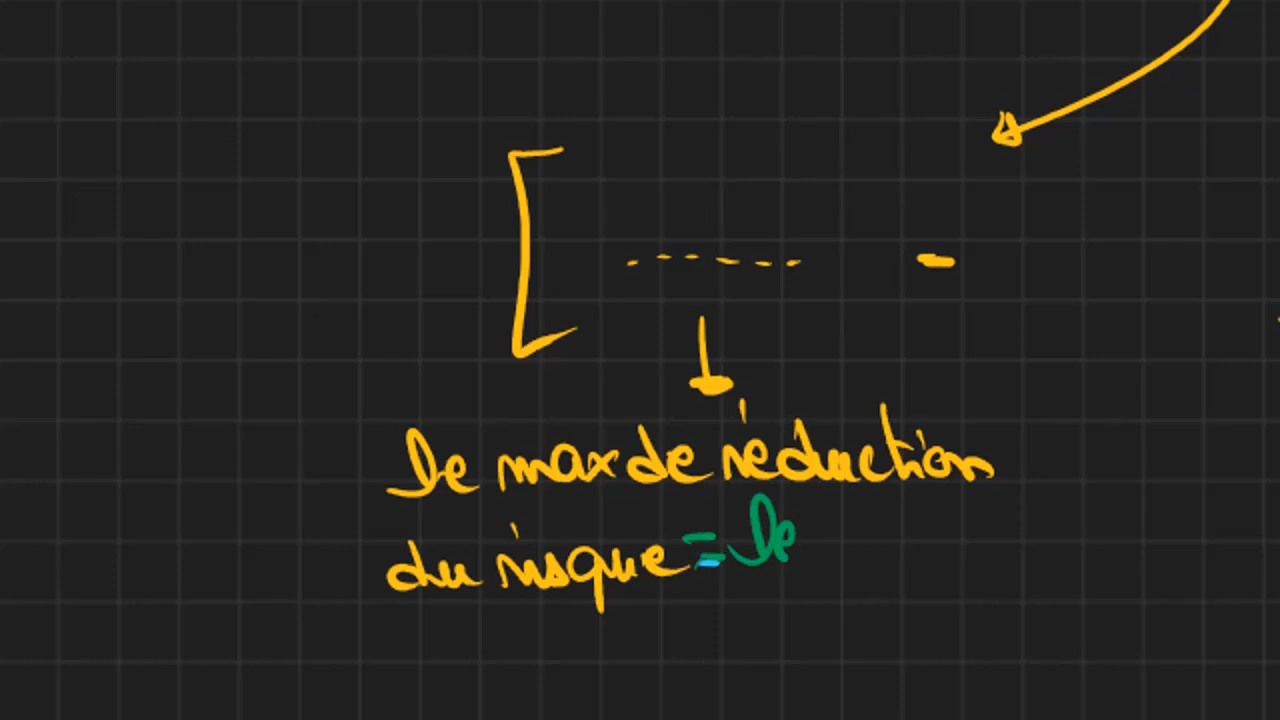 le max de réduction
du risque = le